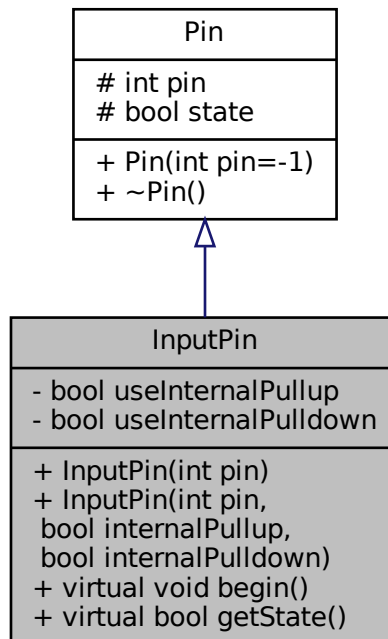 Pin
# int pin
# bool state
+ Pin(int pin=-1)
+ ~Pin()
InputPin
- bool useInternalPullup
- bool useInternalPulldown
+ InputPin(int pin)
+ InputPin(int pin,
bool internalPullup,
bool internalPulldown)
+ virtual void begin()
+ virtual bool getState()